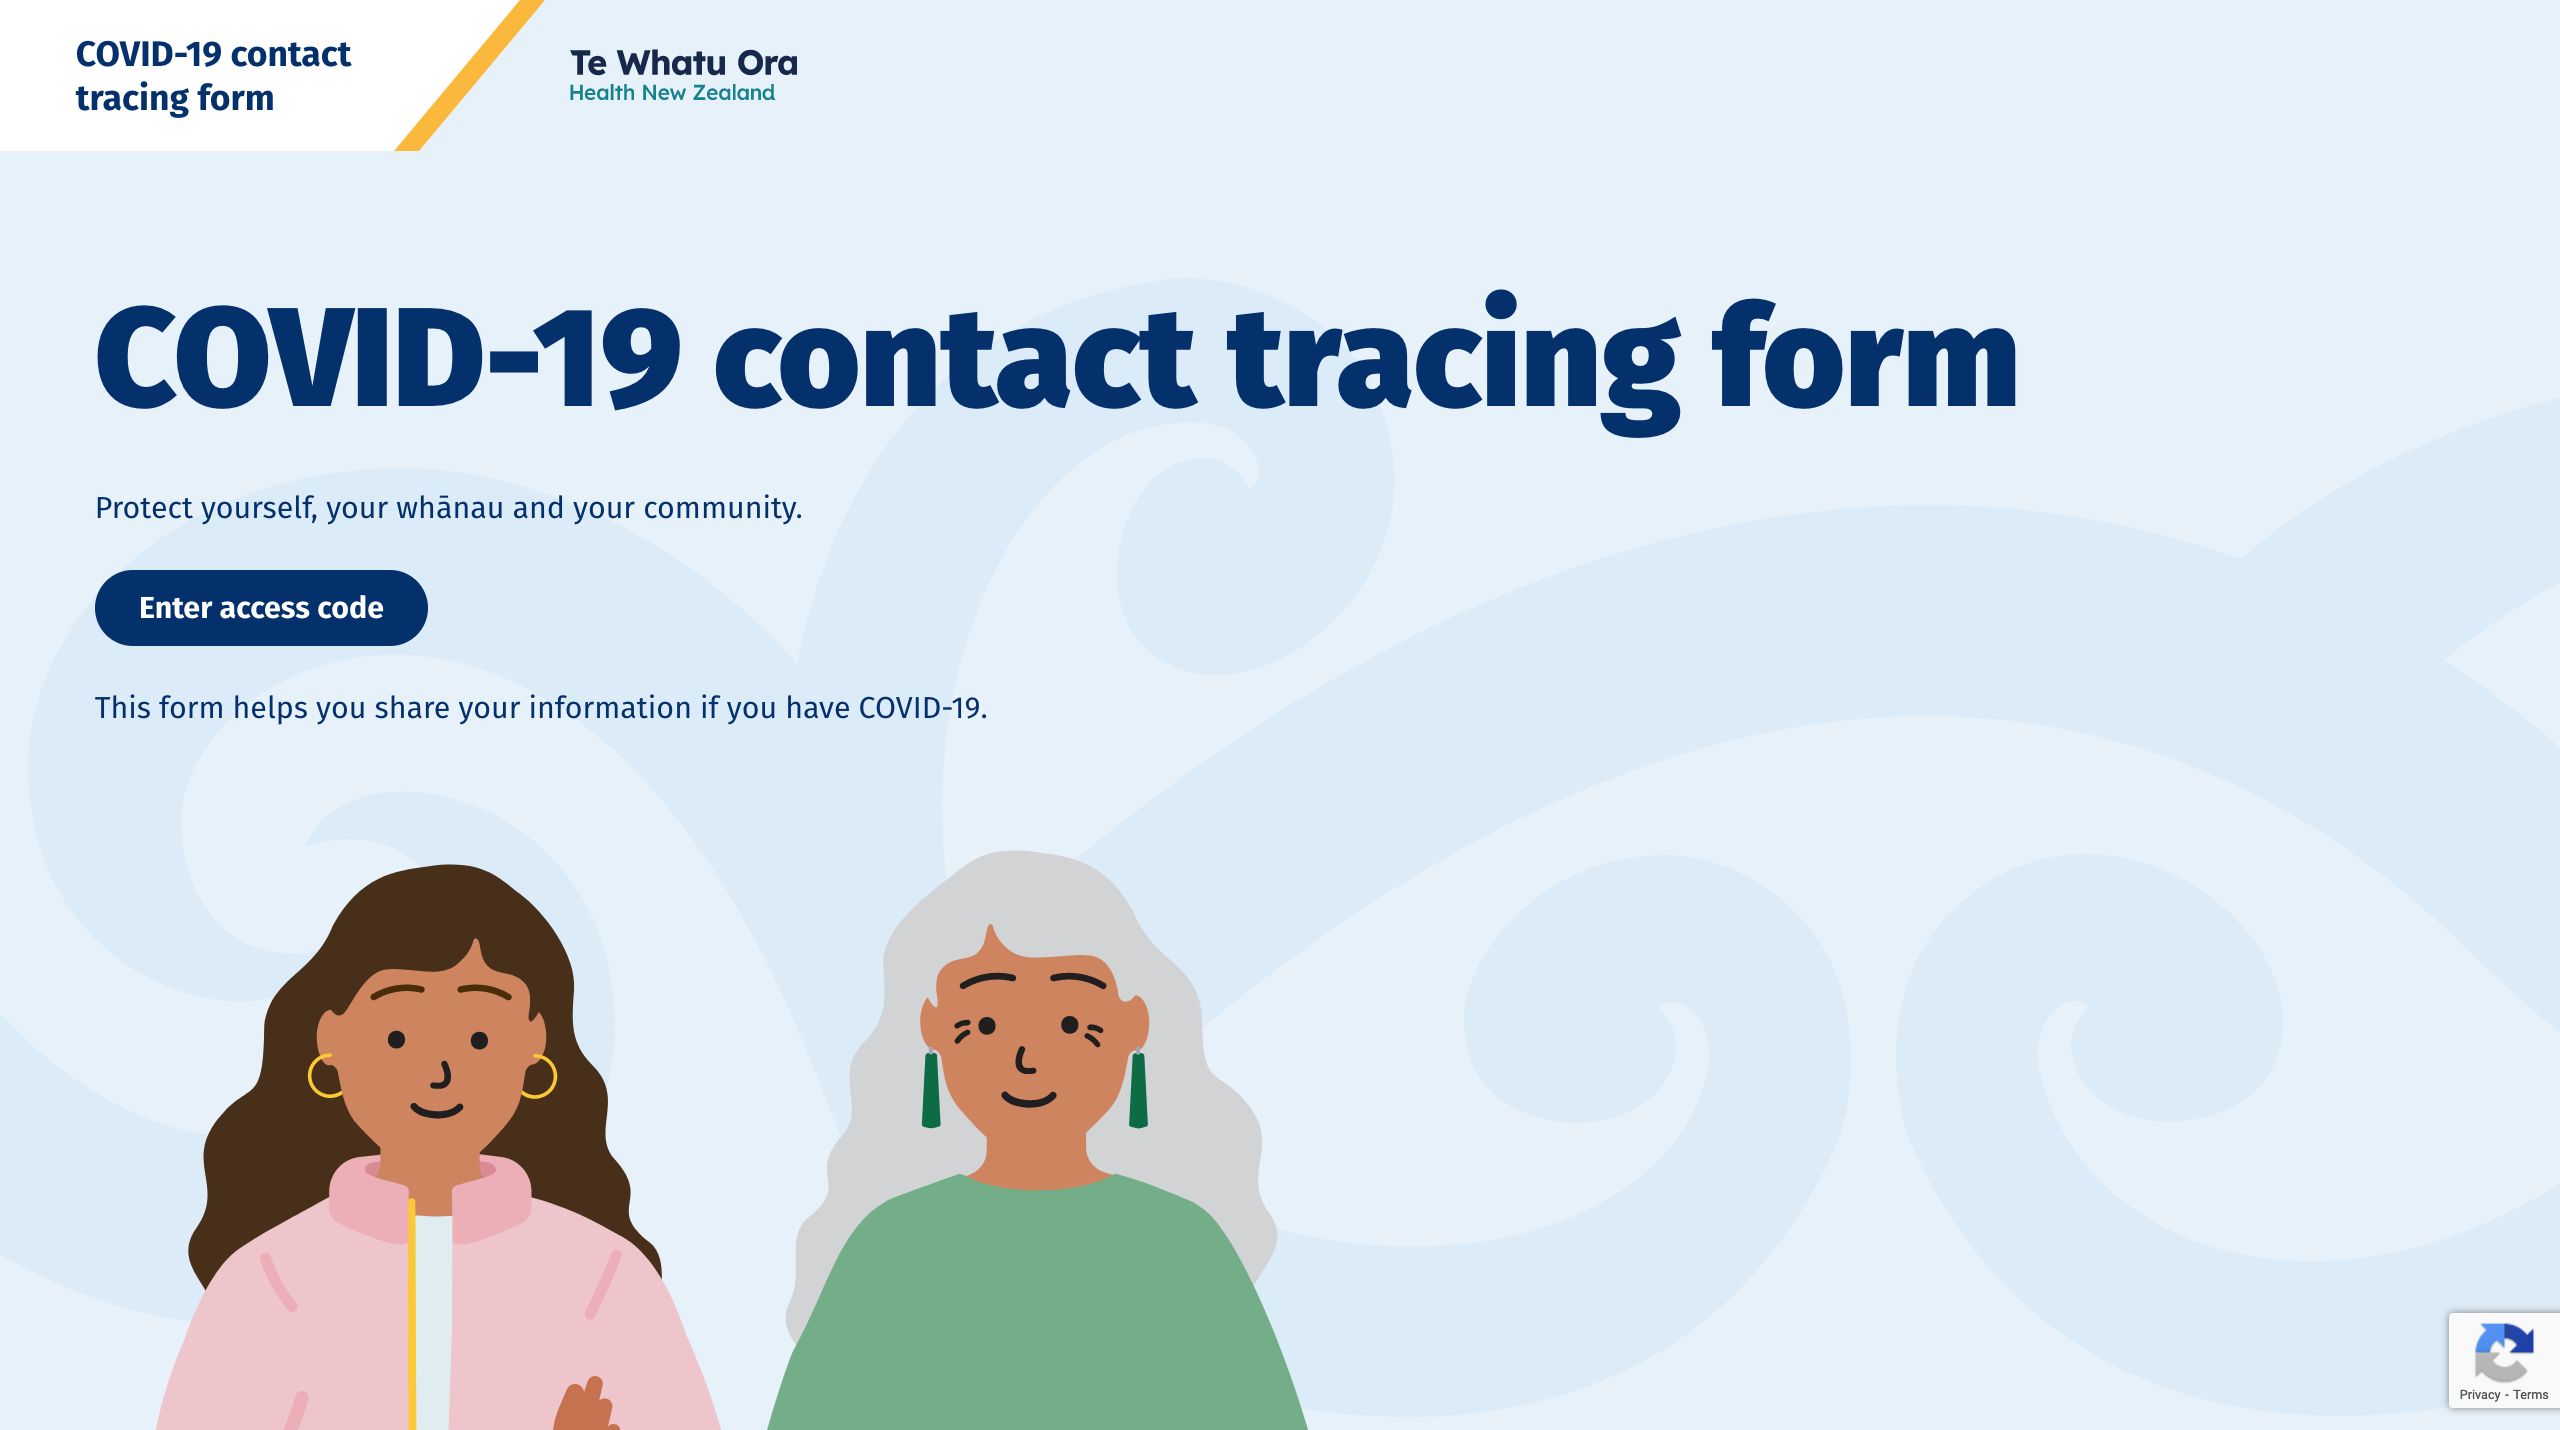 COVID-19 contact
tracing form
Te Whatu Ora
Health New Zealand
COVID-19 contact tracing form
Protect yourself, your whānau and your community.
Enter access code
This form helps you share your information if you have COVID-19.
Privacy - Terms